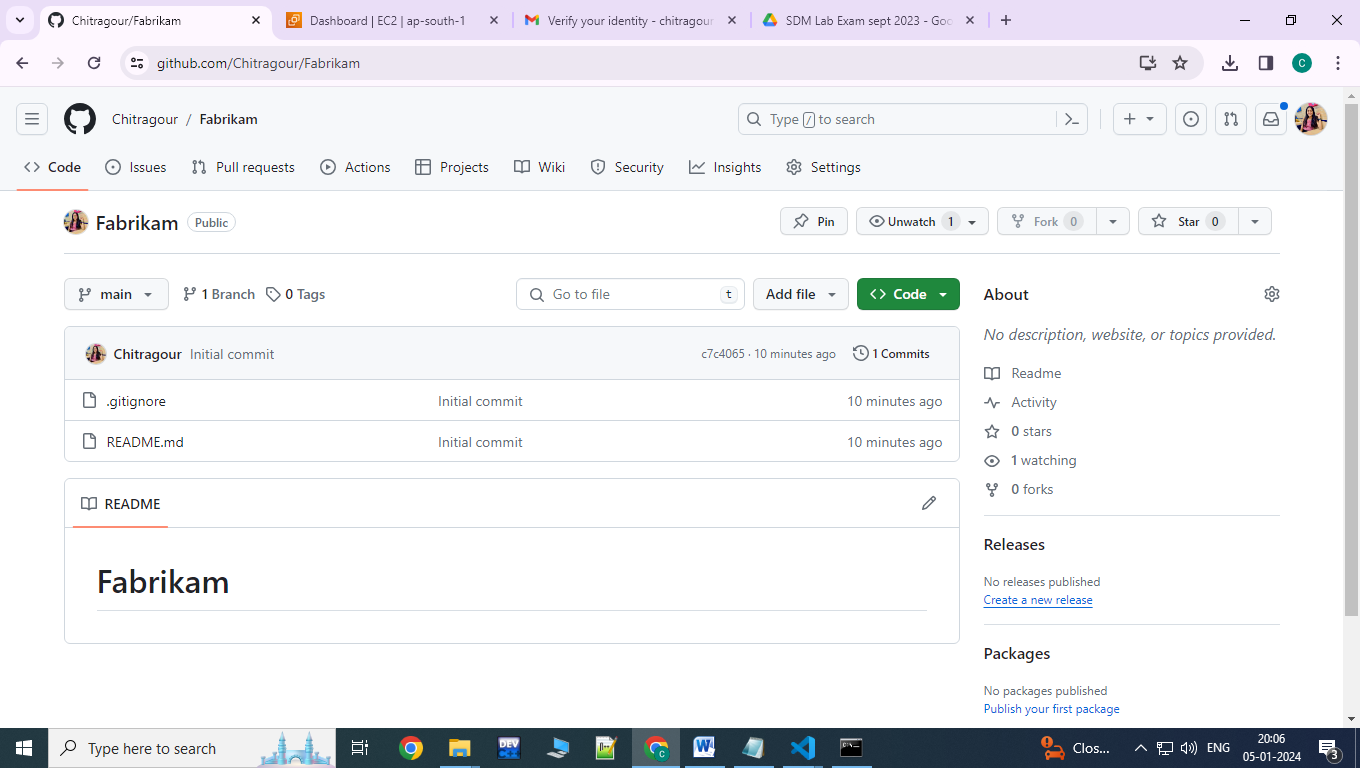 Chitragour/Fabrikam
Dashboard | EC2 | ap-south-1
Verify your identity - chitragour
SDM Lab Exam sept 2023 - Goo
github.com/Chitragour/Fabrikam
C
Chitragour / Fabrikam
Type / to search
Code
Issues
Pull requests
Actions
Projects
Wiki
Security
Insights
Settings
Fabrikam Public
Pin
Unwatch 1
Fork 0
Star 0
main
1 Branch
0 Tags
Go to file t
Add file
Code
Chitragour Initial commit c7c4065 · 10 minutes ago 1 Commits
.gitignore Initial commit 10 minutes ago
README.md Initial commit 10 minutes ago
README
Fabrikam
About
No description, website, or topics provided.
Readme
Activity
0 stars
1 watching
0 forks
Releases
No releases published
Create a new release
Packages
No packages published
Publish your first package
Type here to search
DEV
Clos...
ENG
20:06
05-01-2024
3